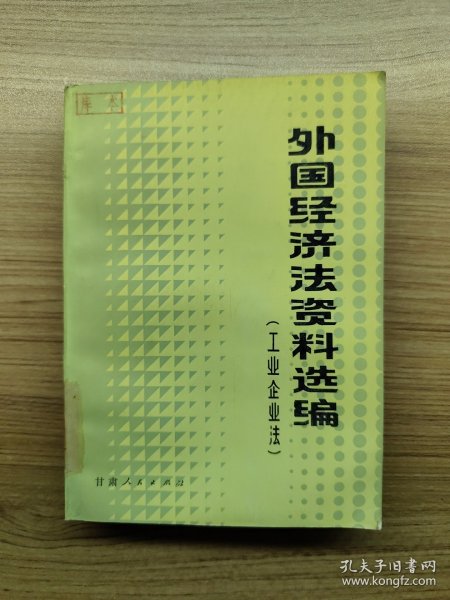 库本
外国经济法资料选编
(工业企业法)
甘肃人民出版社
孔夫子旧书网
www.kongfz.com